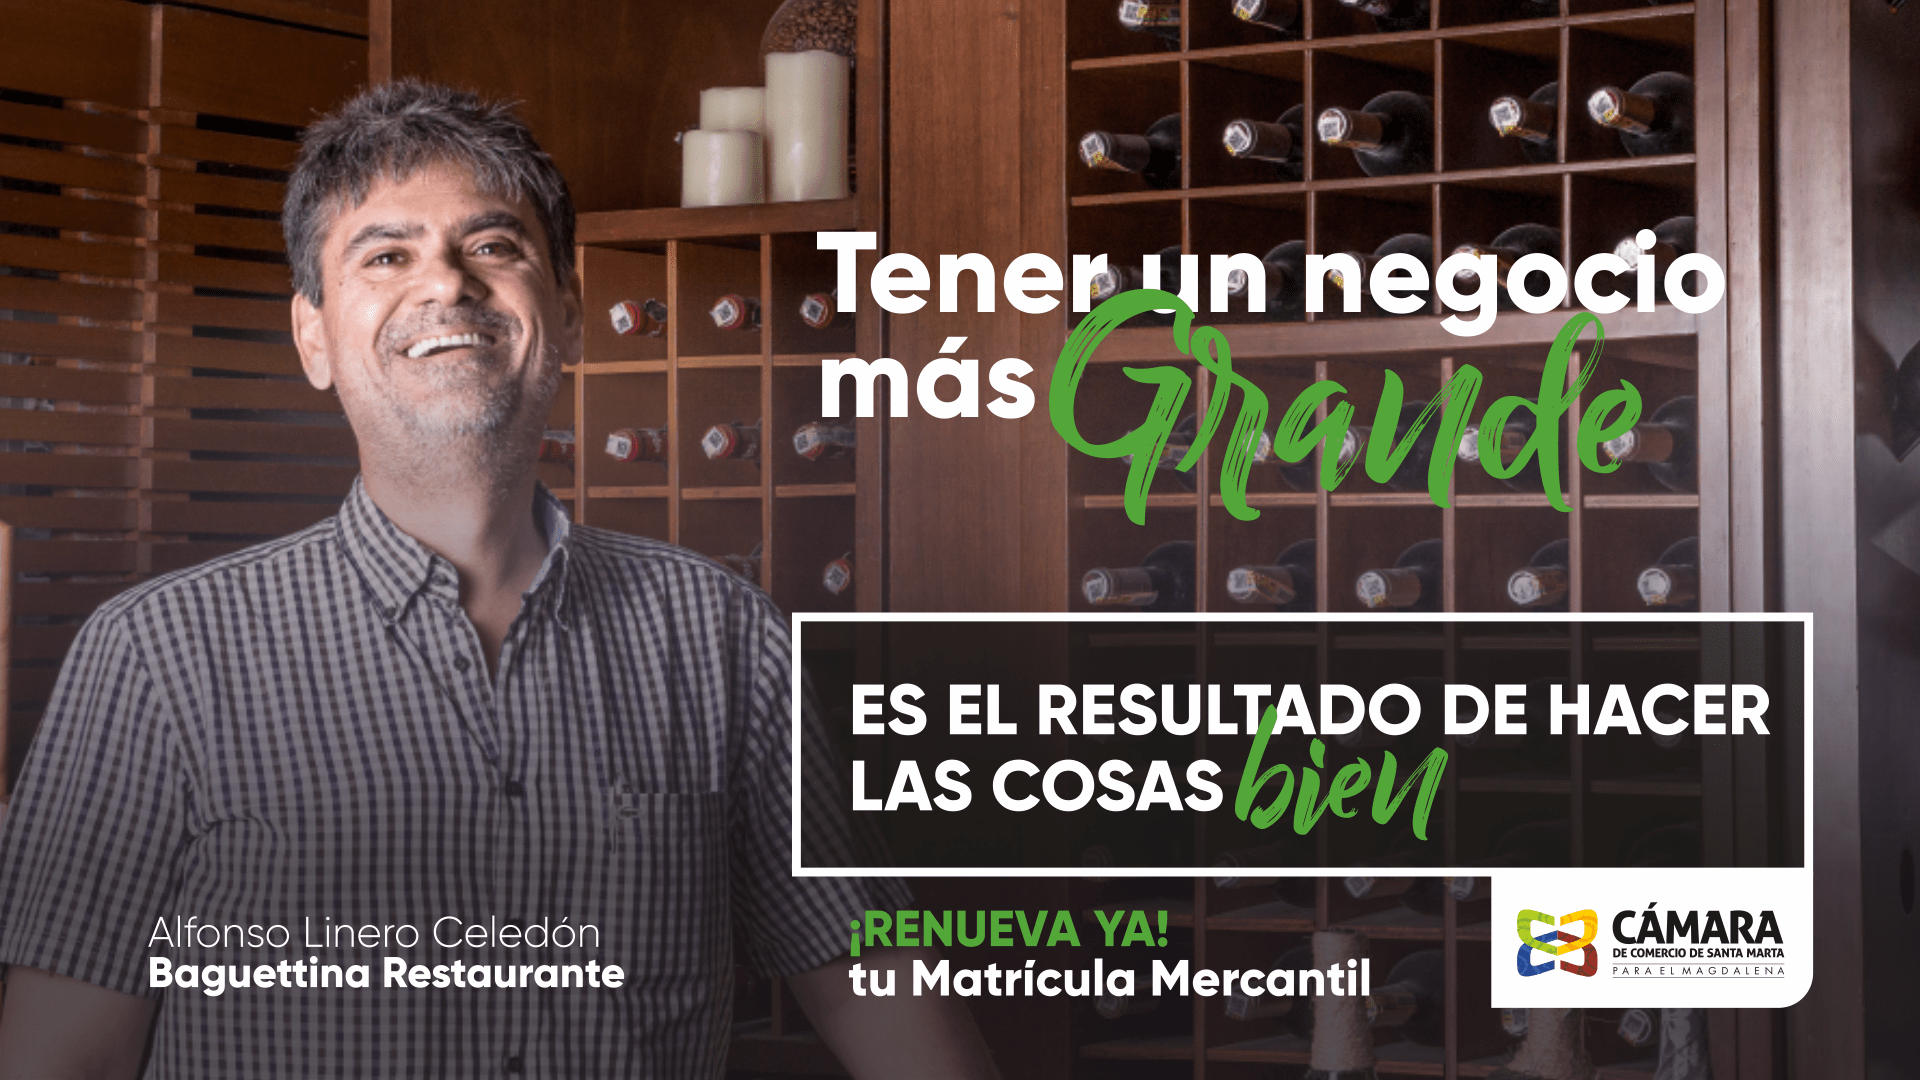 Tener un negocio
más Grande
ES EL RESULTADO DE HACER
LAS COSAS bien
Alfonso Linero Celedón
Baguettina Restaurante
¡RENUEVA YA!
tu Matrícula Mercantil
CÁMARA
DE COMERCIO DE SANTA MARTA
PARA EL MAGDALENA